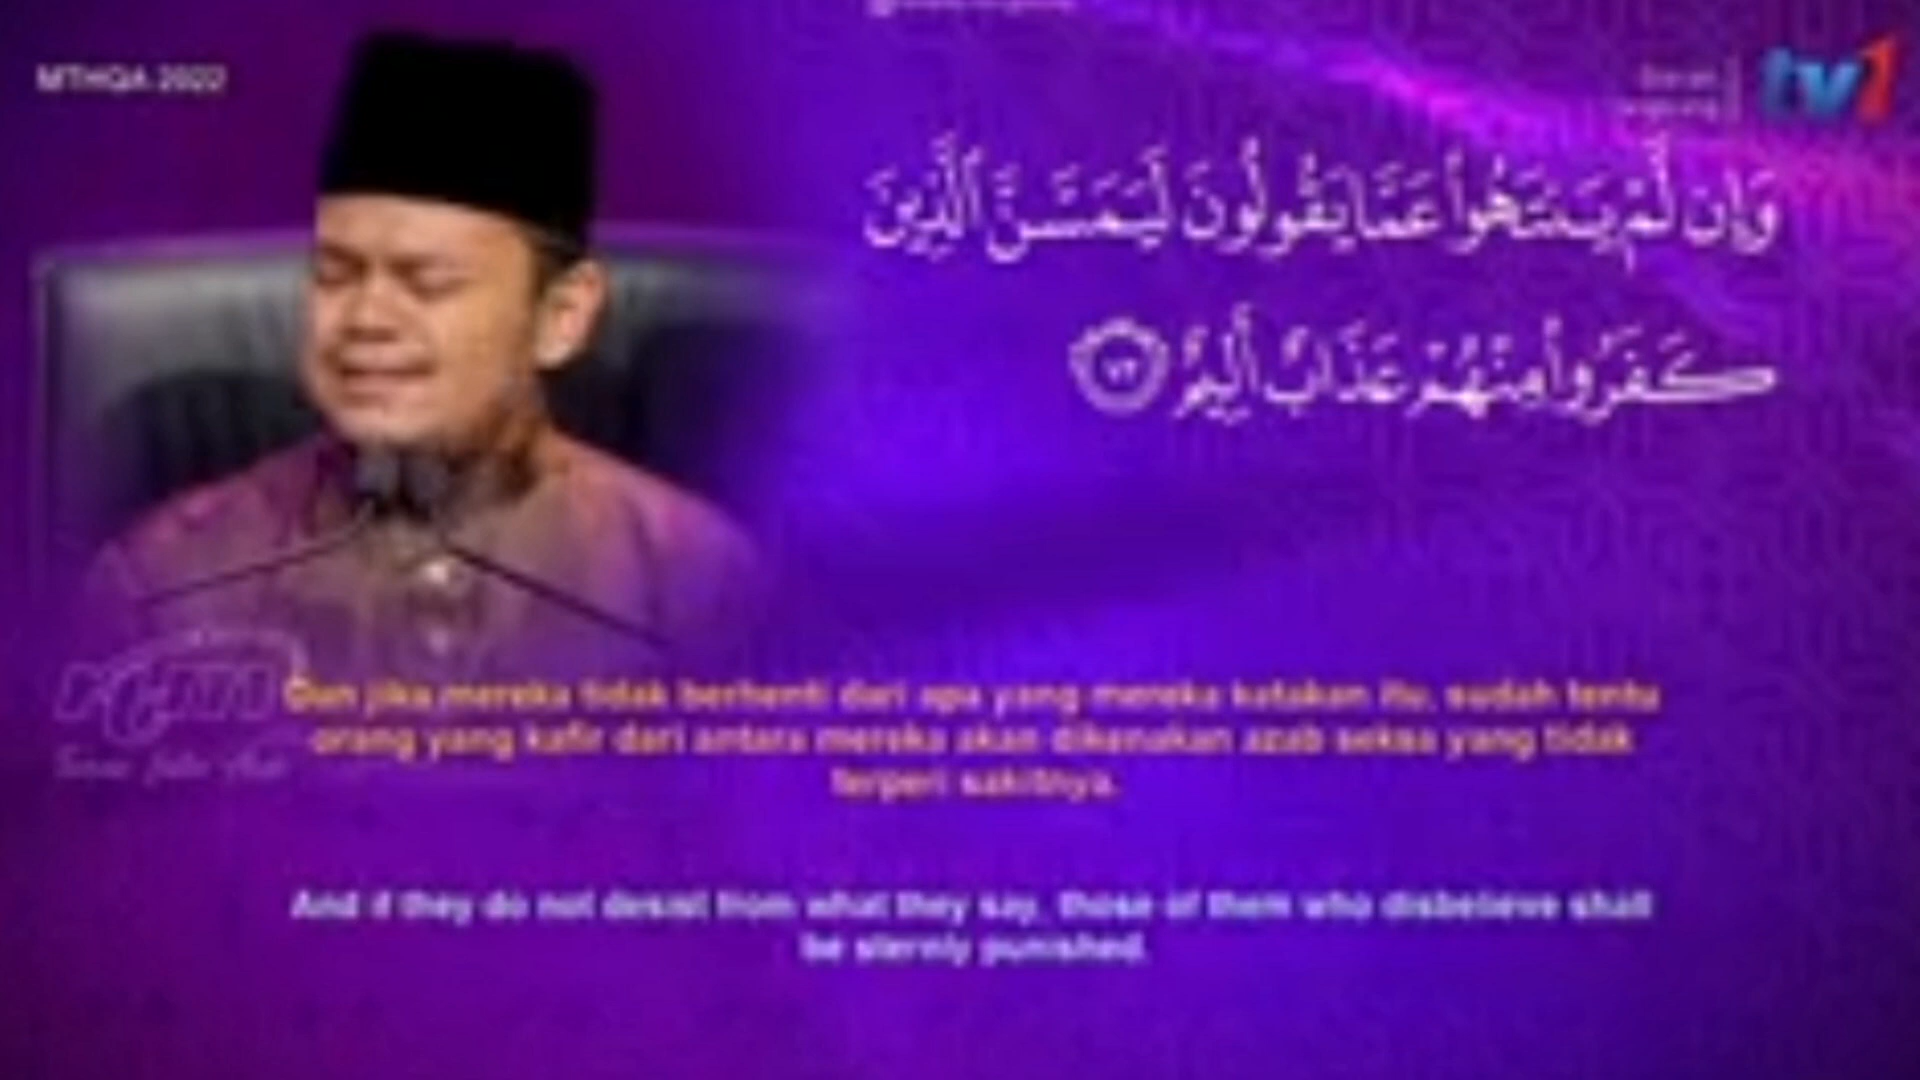 MTHQA 2022
tv1
وَإِن لَّمْ يَنتَهُوا۟ عَمَّا يَقُولُونَ لَيَمَسَّنَّ ٱلَّذِينَ
كَفَرُوا۟ مِنْهُمْ عَذَابٌ أَلِيمٌ ٧٣
Dan jika mereka tidak berhenti dari apa yang mereka katakan itu, sudah tentu
orang yang kafir dari antara mereka akan dikenakan azab seksa yang tidak
terperi sakitnya.
And if they do not desist from what they say, those of them who disbelieve shall
be sternly punished.